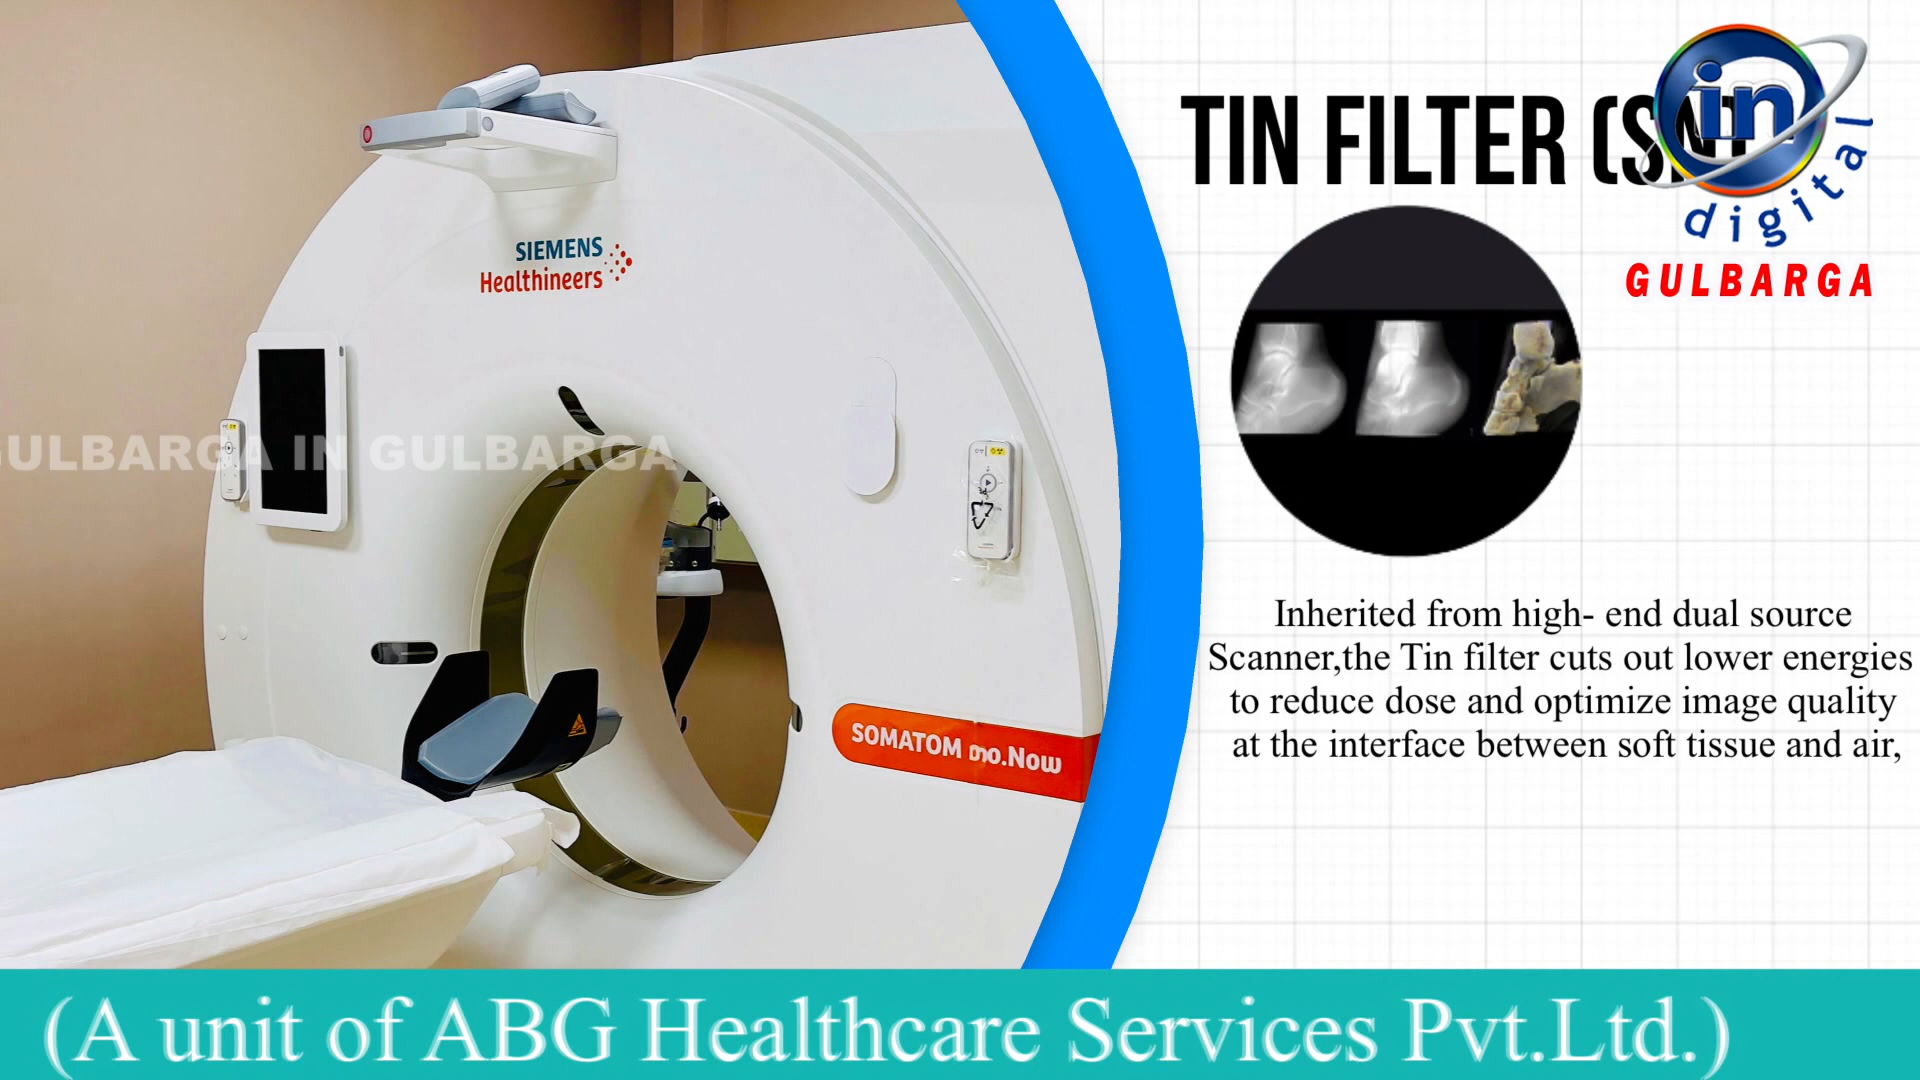 TIN FILTER (SN)
in
digital
GULBARGA
SIEMENS
Healthineers
GULBARGA IN GULBARGA
SOMATOM go.Now
Inherited from high- end dual source
Scanner,the Tin filter cuts out lower energies
to reduce dose and optimize image quality
at the interface between soft tissue and air,
(A unit of ABG Healthcare Services Pvt.Ltd.)